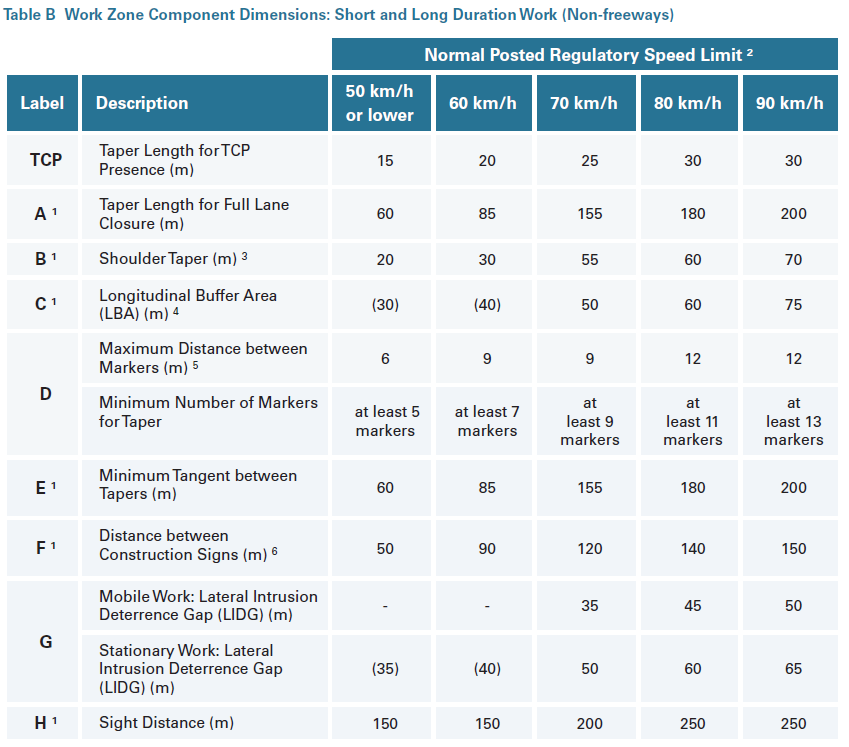 Table B Work Zone Component Dimensions: Short and Long Duration Work (Non-freeways)
Normal Posted Regulatory Speed Limit ²
Label Description 50 km/h or lower 60 km/h 70 km/h 80 km/h 90 km/h
TCP Taper Length for TCP Presence (m) 15 20 25 30 30
A ¹ Taper Length for Full Lane Closure (m) 60 85 155 180 200
B ¹ Shoulder Taper (m) ³ 20 30 55 60 70
C ¹ Longitudinal Buffer Area (LBA) (m) ⁴ (30) (40) 50 60 75
D Maximum Distance between Markers (m) ⁵ 6 9 9 12 12
Minimum Number of Markers for Taper at least 5 markers at least 7 markers at least 9 markers at least 11 markers at least 13 markers
E ¹ Minimum Tangent between Tapers (m) 60 85 155 180 200
F ¹ Distance between Construction Signs (m) ⁶ 50 90 120 140 150
G Mobile Work: Lateral Intrusion Deterrence Gap (LIDG) (m) - - 35 45 50
Stationary Work: Lateral Intrusion Deterrence Gap (LIDG) (m) (35) (40) 50 60 65
H ¹ Sight Distance (m) 150 150 200 250 250